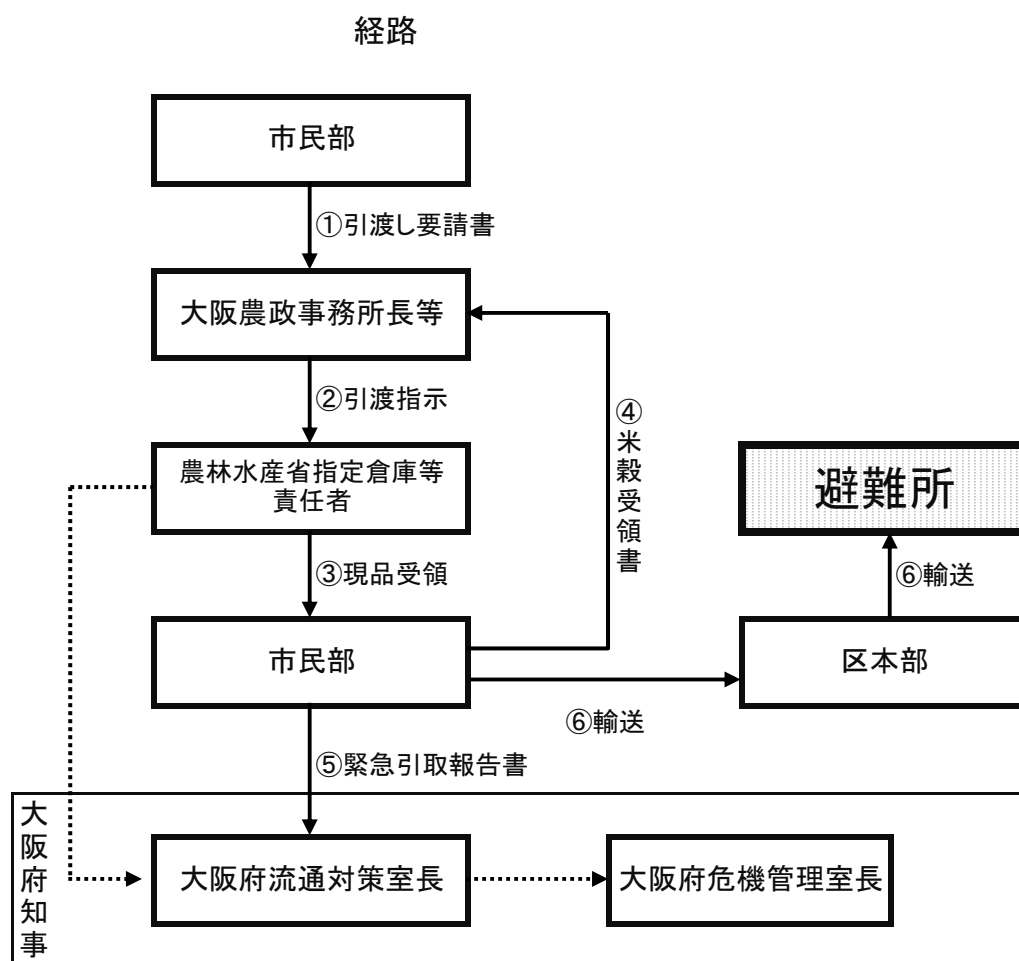 経路
市民部
①引渡し要請書
大阪農政事務所長等
②引渡指示
④米穀受領書
農林水産省指定倉庫等
責任者
避難所
③現品受領
⑥輸送
市民部
区本部
⑥輸送
⑤緊急引取報告書
大阪府知事
大阪府流通対策室長
大阪府危機管理室長